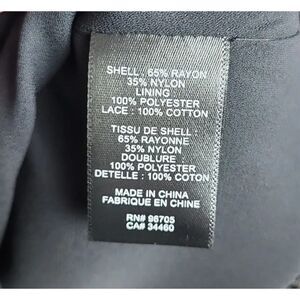 SHELL : 65% RAYON
35% NYLON
LINING
100% POLYESTER
LACE : 100% COTTON
TISSU DE SHELL :
65% RAYONNE
35% NYLON
DOUBLURE
100% POLYESTER
DETELLE : 100% COTON
MADE IN CHINA
FABRIQUE EN CHINE
RN# 96705
CA# 34460